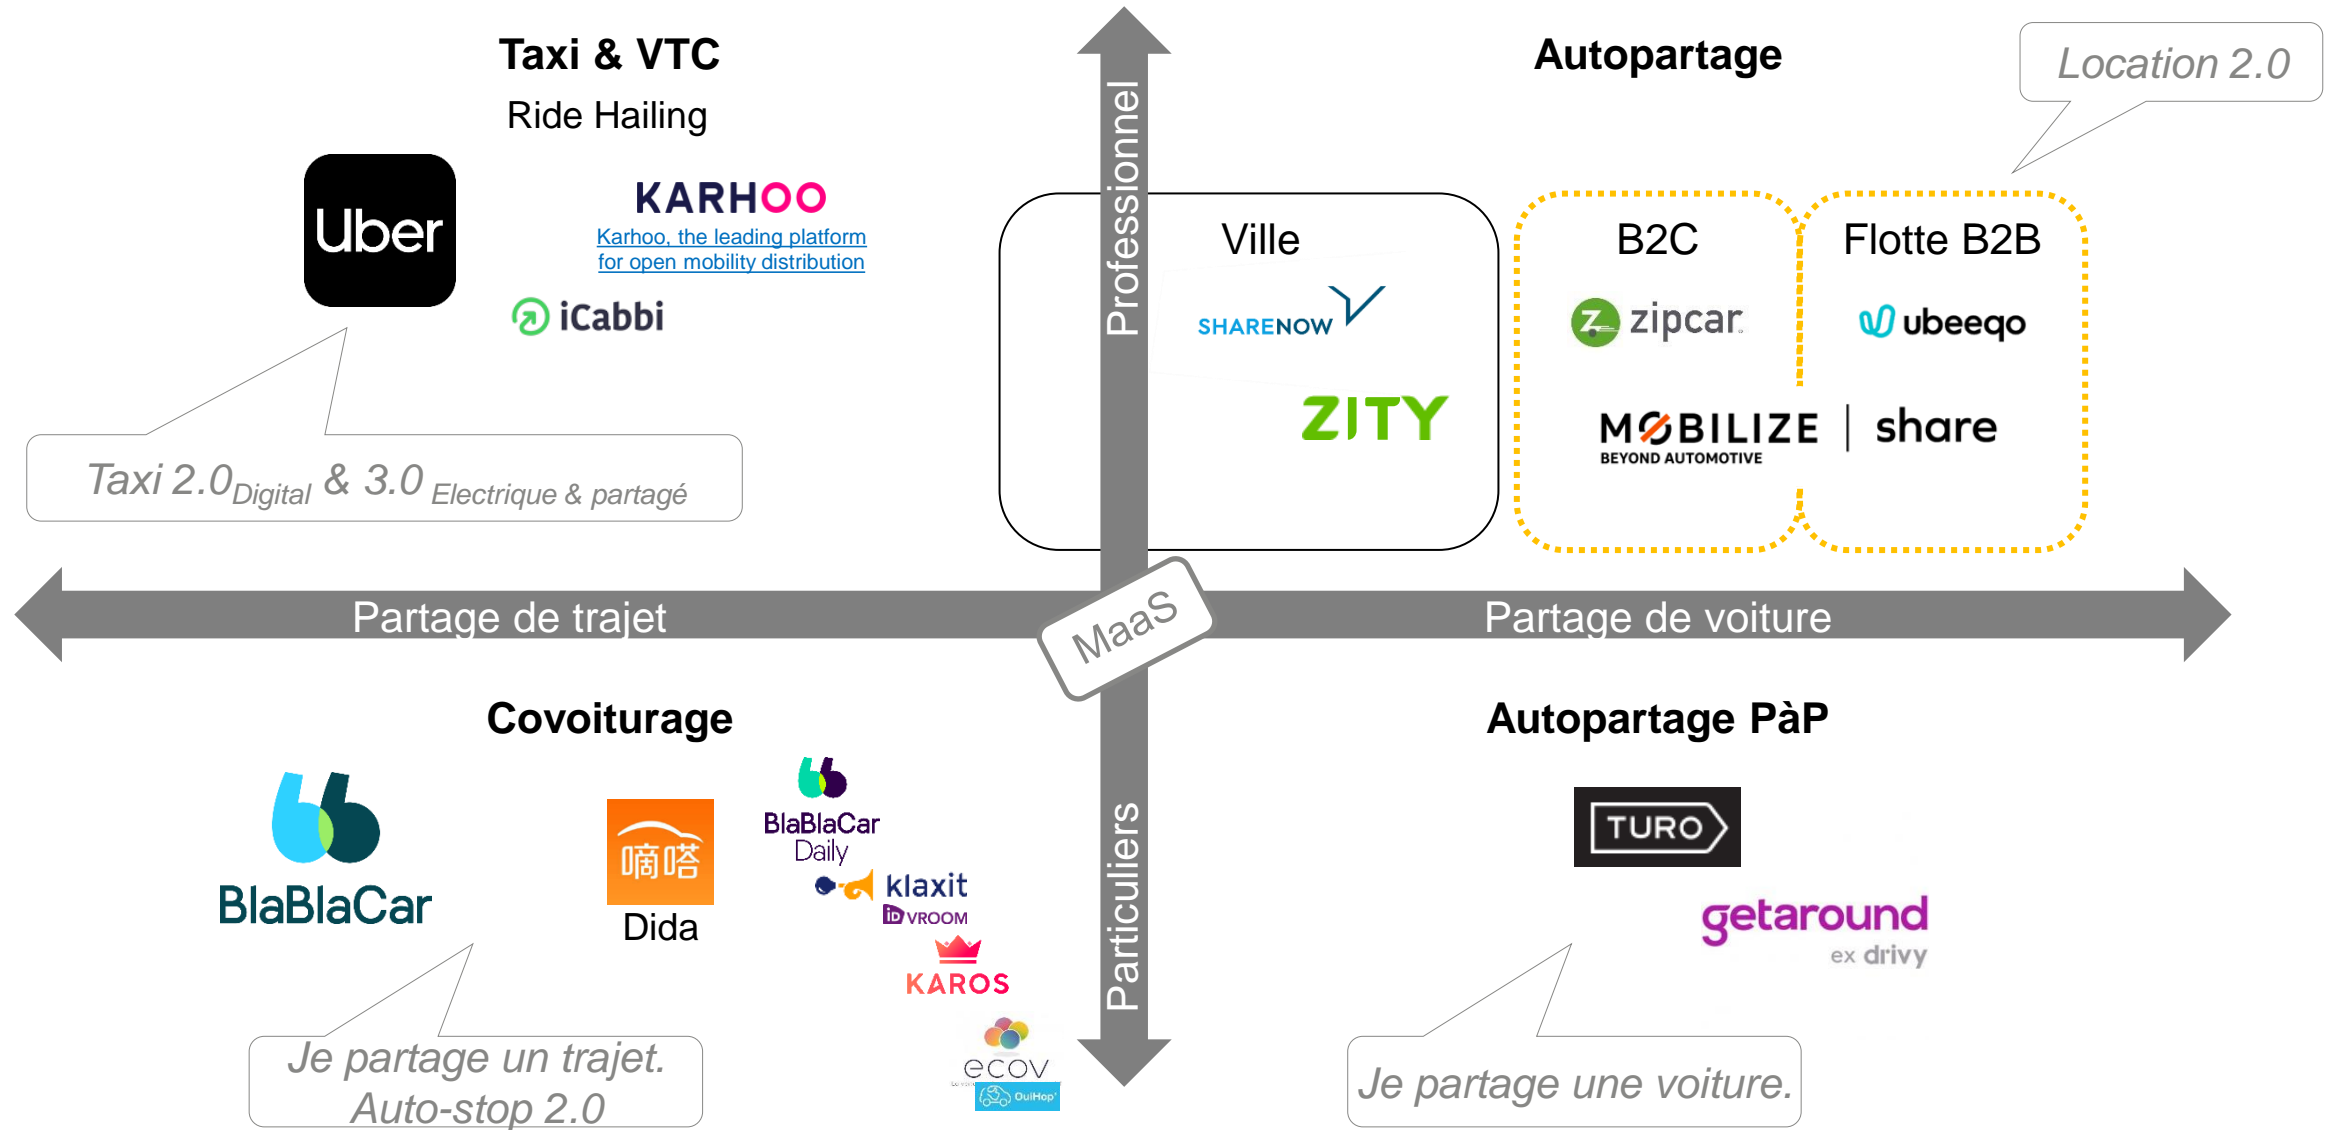 Taxi & VTC
Ride Hailing
Uber
KARHOO
Karhoo, the leading platform
for open mobility distribution
iCabbi
Taxi 2.0 Digital & 3.0 Electrique & partagé
Professionnel
Autopartage
Location 2.0
Ville
SHARENOW
ZITY
B2C
zipcar
Flotte B2B
ubeeqo
MOBILIZE | share
BEYOND AUTOMOTIVE
Partage de trajet
MaaS
Partage de voiture
Covoiturage
BlaBlaCar
嘀嗒
Dida
BlaBlaCar
Daily
klaxit
iD VROOM
KAROS
ecov
OuiHop'
Je partage un trajet.
Auto-stop 2.0
Particuliers
Autopartage PàP
TURO
getaround
ex drivy
Je partage une voiture.